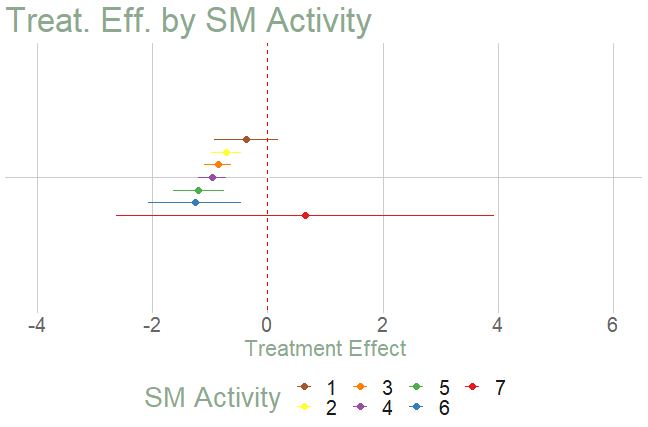 Treat. Eff. by SM Activity
-4 -2 0 2 4 6
Treatment Effect
SM Activity 1 3 5 7
2 4 6